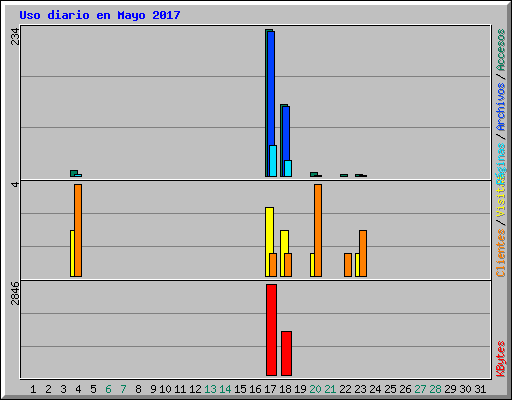 Uso diario en Mayo 2017
234
4
2846
Accesos / Archivos / Páginas
Visitas / Clientes
KBytes
1 2 3 4 5 6 7 8 9 10 11 12 13 14 15 16 17 18 19 20 21 22 23 24 25 26 27 28 29 30 31